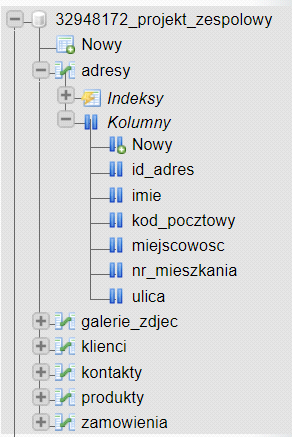 32948172_projekt_zespolowy
Nowy
adresy
Indeksy
Kolumny
Nowy
id_adres
imie
kod_pocztowy
miejscowosc
nr_mieszkania
ulica
galerie_zdjec
klienci
kontakty
produkty
zamowienia